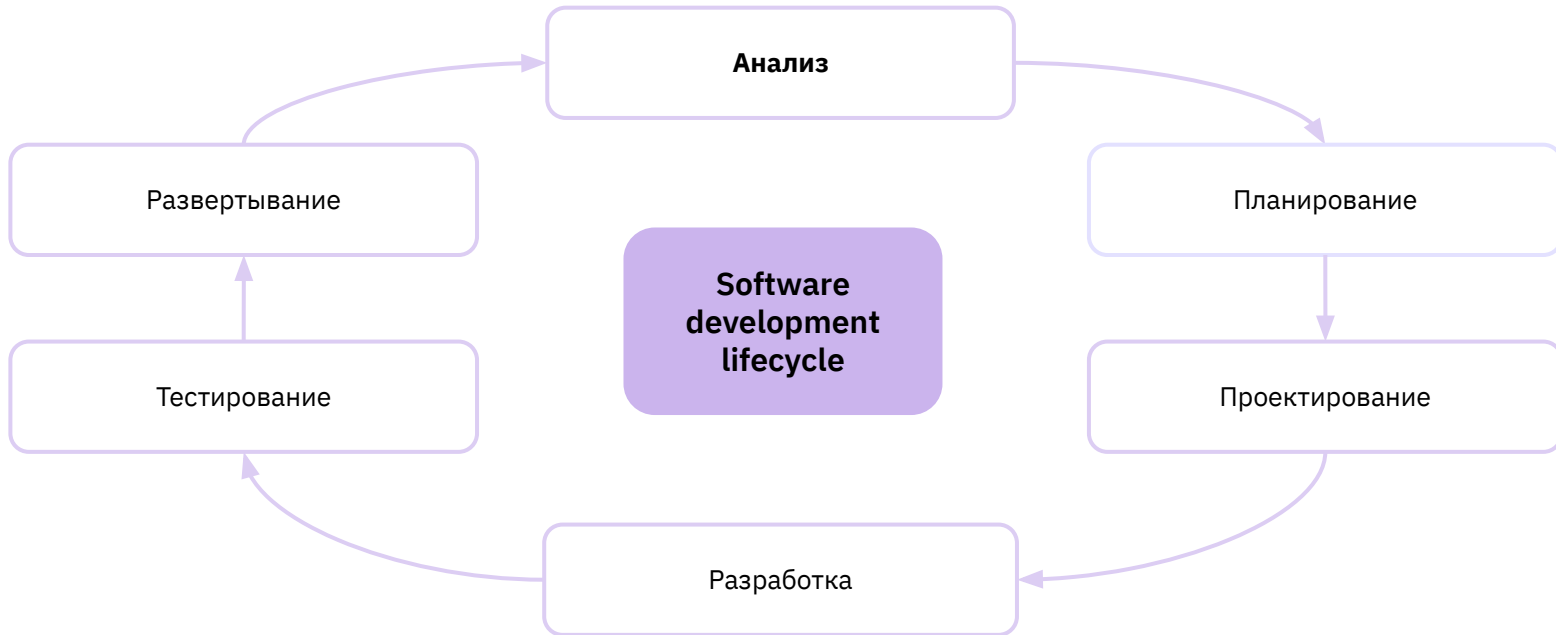 Анализ
Развертывание
Планирование
Software
development
lifecycle
Тестирование
Проектирование
Разработка